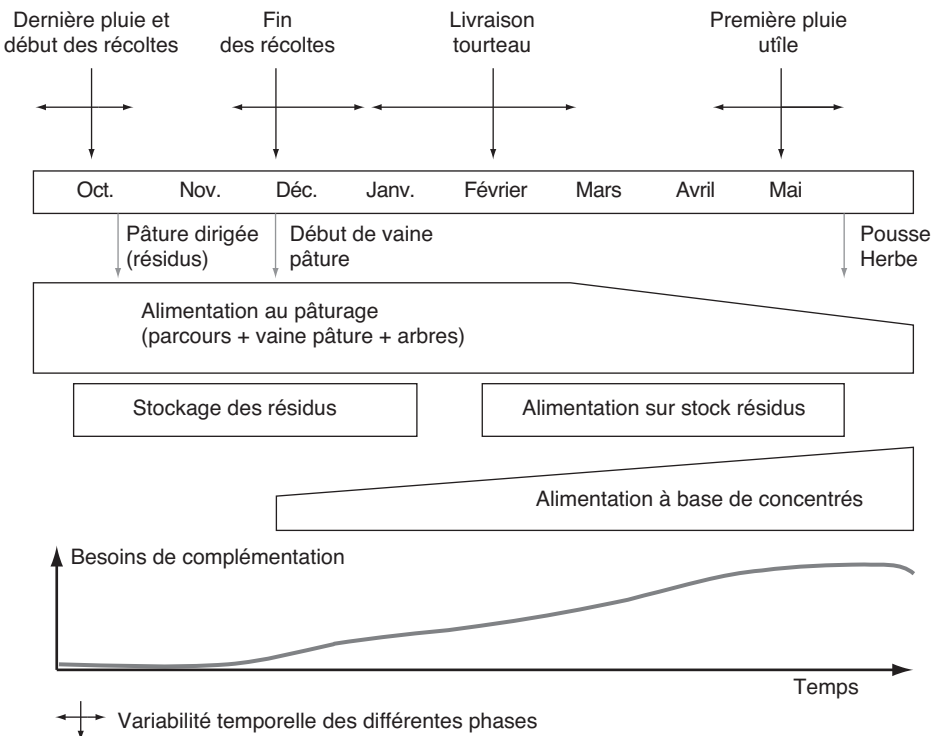 Dernière pluie et
début des récoltes
Fin
des récoltes
Livraison
tourteau
Première pluie
utîle
Oct. Nov. Déc. Janv. Février Mars Avril Mai
Pâture dirigée
(résidus)
Début de vaine
pâture
Pousse
Herbe
Alimentation au pâturage
(parcours + vaine pâture + arbres)
Stockage des résidus
Alimentation sur stock résidus
Alimentation à base de concentrés
Besoins de complémentation
Temps
Variabilité temporelle des différentes phases